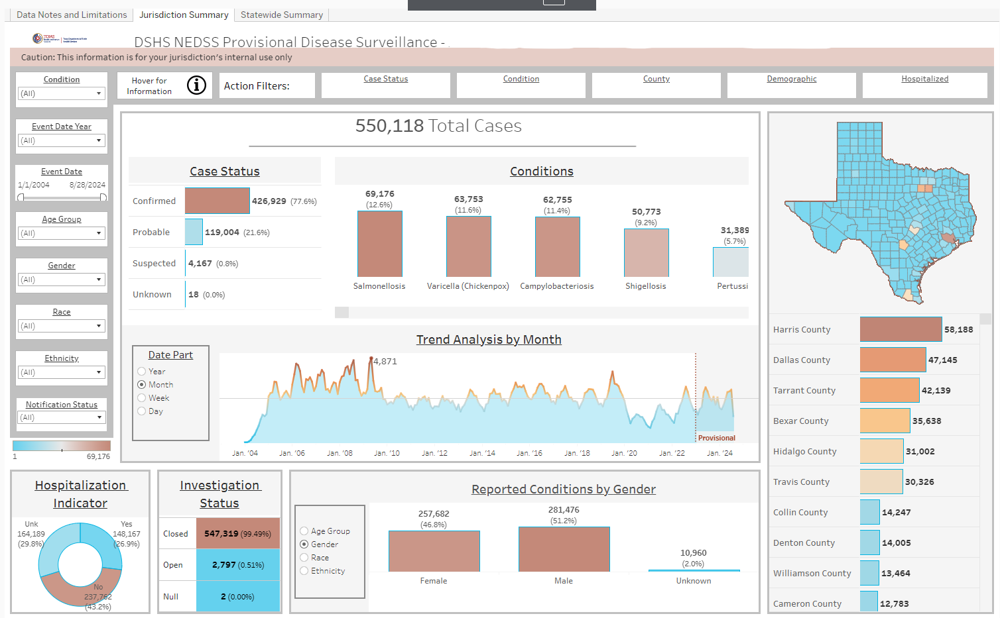 Data Notes and Limitations
Jurisdiction Summary
Statewide Summary
TEXAS
DSHS NEDSS Provisional Disease Surveillance -
Caution: This information is for your jurisdiction's internal use only
Condition
(All)
Event Date Year
(All)
Event Date
1/1/2004
8/28/2024
Age Group
(All)
Gender
(All)
Race
(All)
Ethnicity
(All)
Notification Status
(All)
1
69,176
Hover for
Information
Action Filters:
Case Status
Condition
County
Demographic
Hospitalized
550,118 Total Cases
Case Status
Confirmed
426,929 (77.6%)
Probable
119,004 (21.6%)
Suspected
4,167 (0.8%)
Unknown
18 (0.0%)
Conditions
69,176
(12.6%)
63,753
(11.6%)
62,755
(11.4%)
50,773
(9.2%)
31,389
(5.7%)
Salmonellosis
Varicella (Chickenpox)
Campylobacteriosis
Shigellosis
Pertussi
Trend Analysis by Month
Date Part
Year
Month
Week
Day
4,871
Provisional
Jan. '04
Jan. '06
Jan. '08
Jan. '10
Jan. '12
Jan. '14
Jan. '16
Jan. '18
Jan. '20
Jan. '22
Jan. '24
Harris County
58,188
Dallas County
47,145
Tarrant County
42,139
Bexar County
35,638
Hidalgo County
31,002
Travis County
30,326
Collin County
14,247
Denton County
14,005
Williamson County
13,464
Cameron County
12,783
Hospitalization
Indicator
Unk
164,189
(29.8%)
Yes
148,167
(26.9%)
No
237,762
(43.2%)
Investigation
Status
Closed
547,319 (99.49%)
Open
2,797 (0.51%)
Null
2 (0.00%)
Reported Conditions by Gender
Age Group
Gender
Race
Ethnicity
257,682
(46.8%)
281,476
(51.2%)
10,960
(2.0%)
Female
Male
Unknown